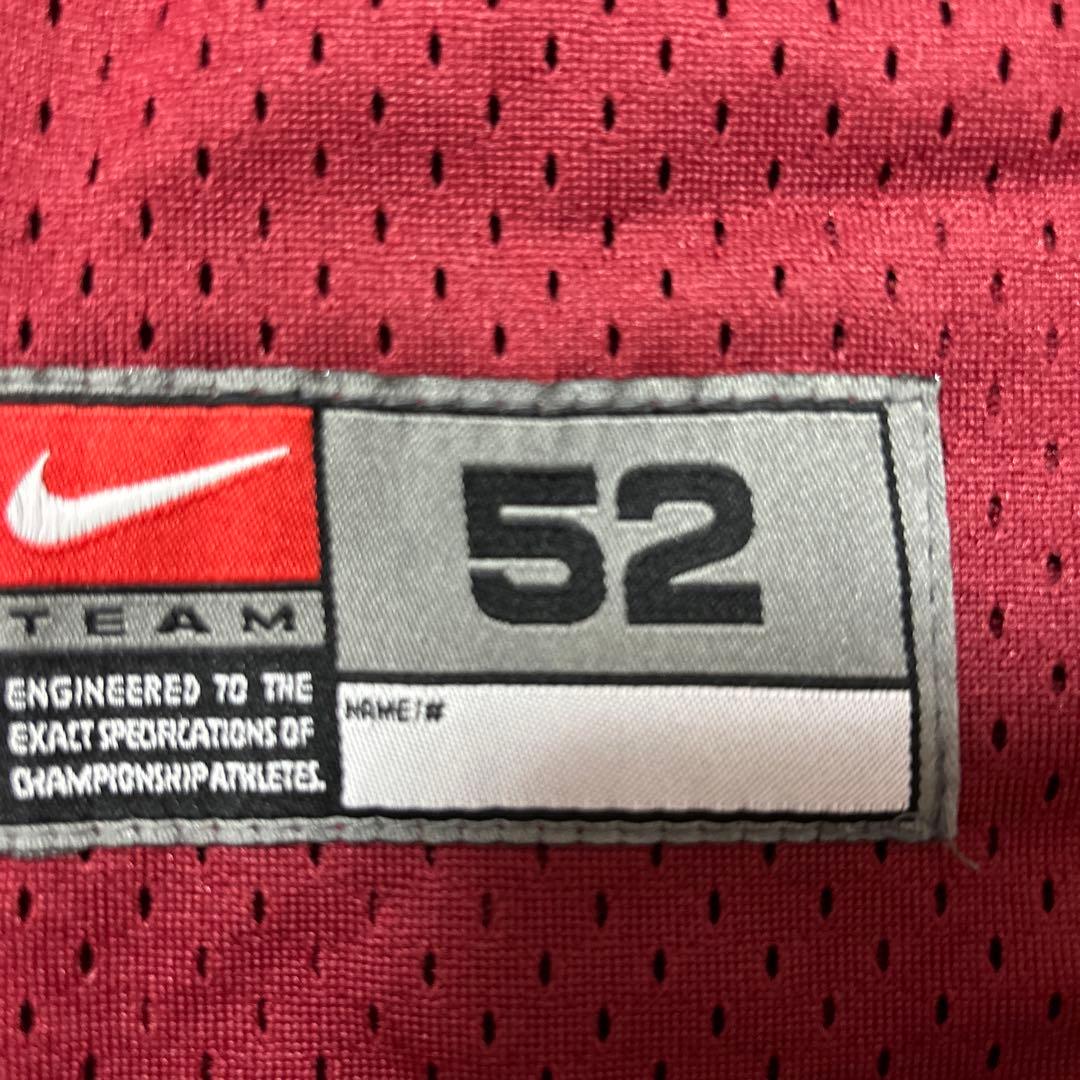 TEAM
ENGINEERED TO THE
EXACT SPECIFICATIONS OF
CHAMPIONSHIP ATHLETES.
52
NAME/#